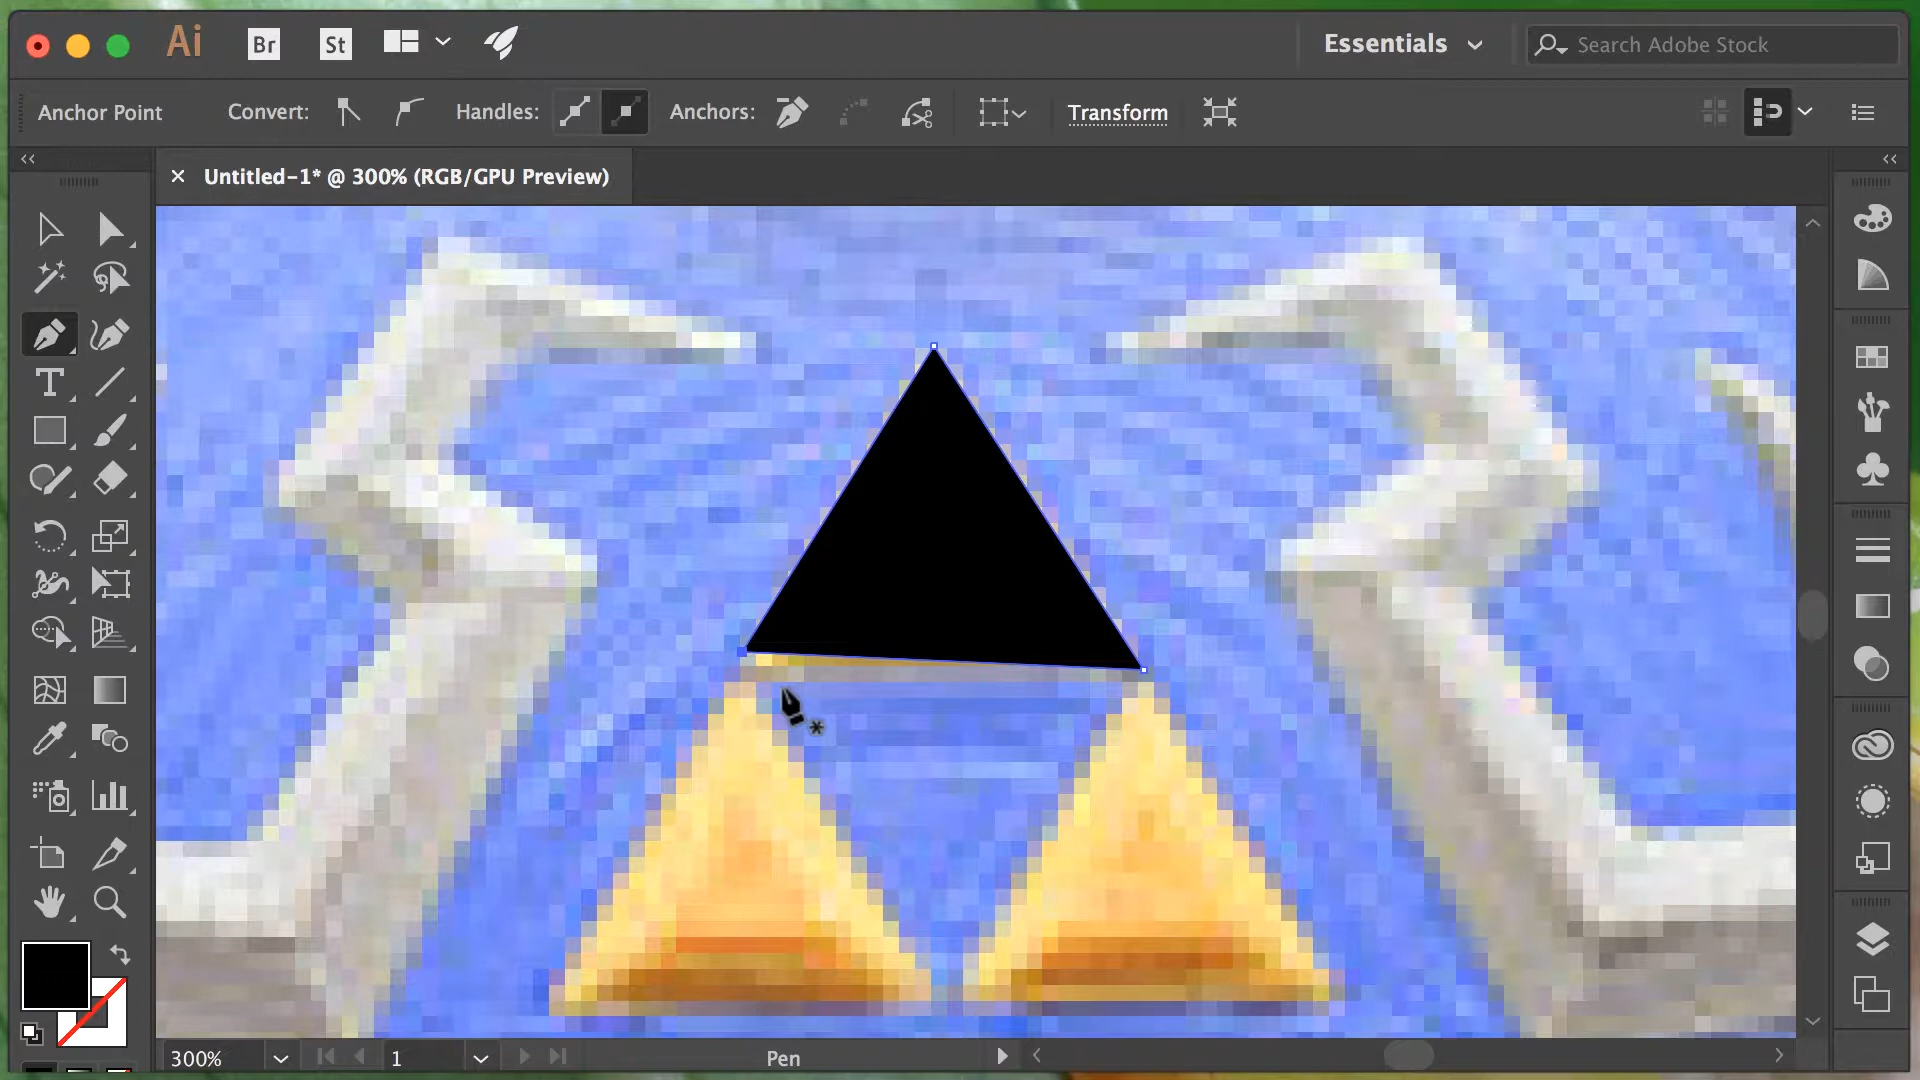 Ai Br St Essentials Search Adobe Stock
Anchor Point Convert: Handles: Anchors: Transform
Untitled-1* @ 300% (RGB/GPU Preview)
T
300% 1 Pen